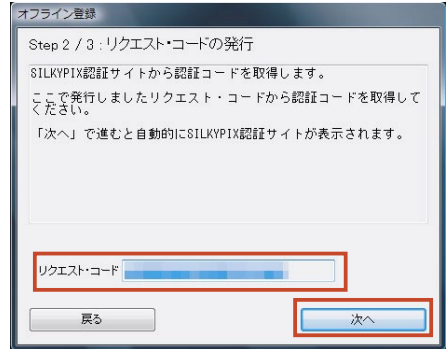 オフライン登録
Step 2 / 3 : リクエスト・コードの発行
SILKYPIX認証サイトから認証コードを取得します。
ここで発行しましたリクエスト・コードから認証コードを取得して
ください。
「次へ」で進むと自動的にSILKYPIX認証サイトが表示されます。
リクエスト・コード
戻る
次へ